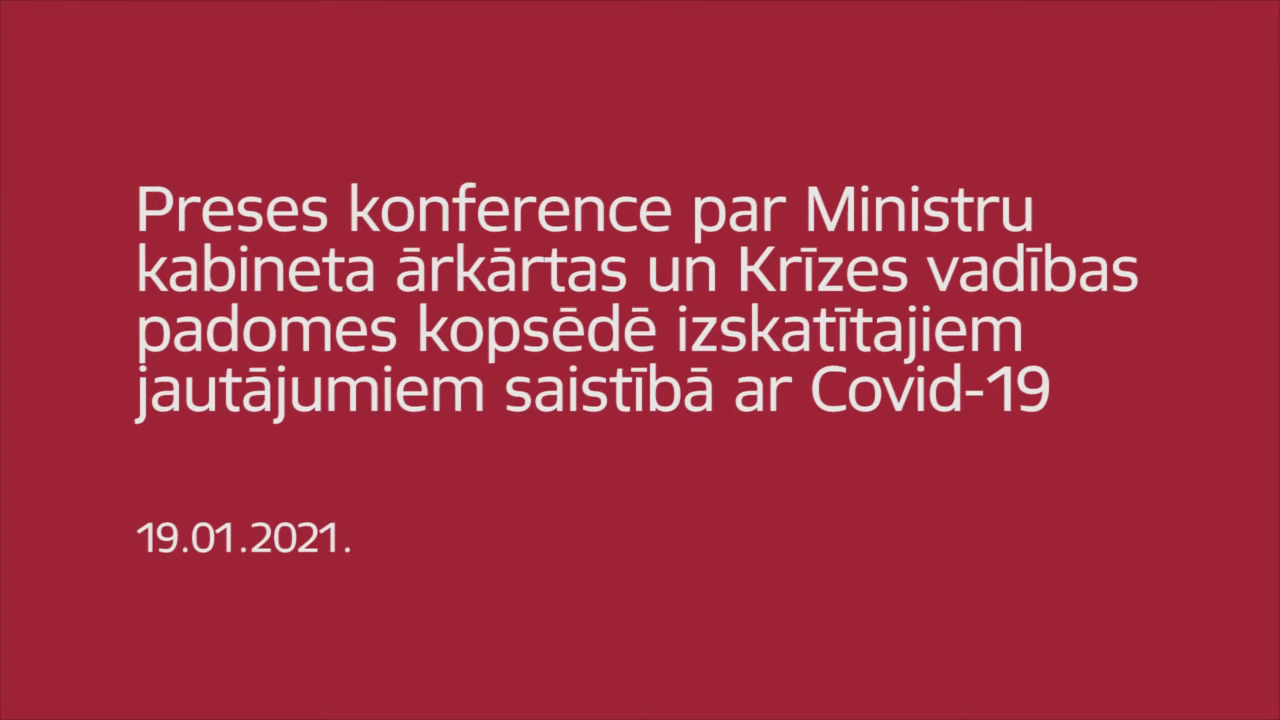 Preses konference par Ministru
kabineta ārkārtas un Krīzes vadības
padomes kopsēdē izskatītajiem
jautājumiem saistībā ar Covid-19
19.01.2021.